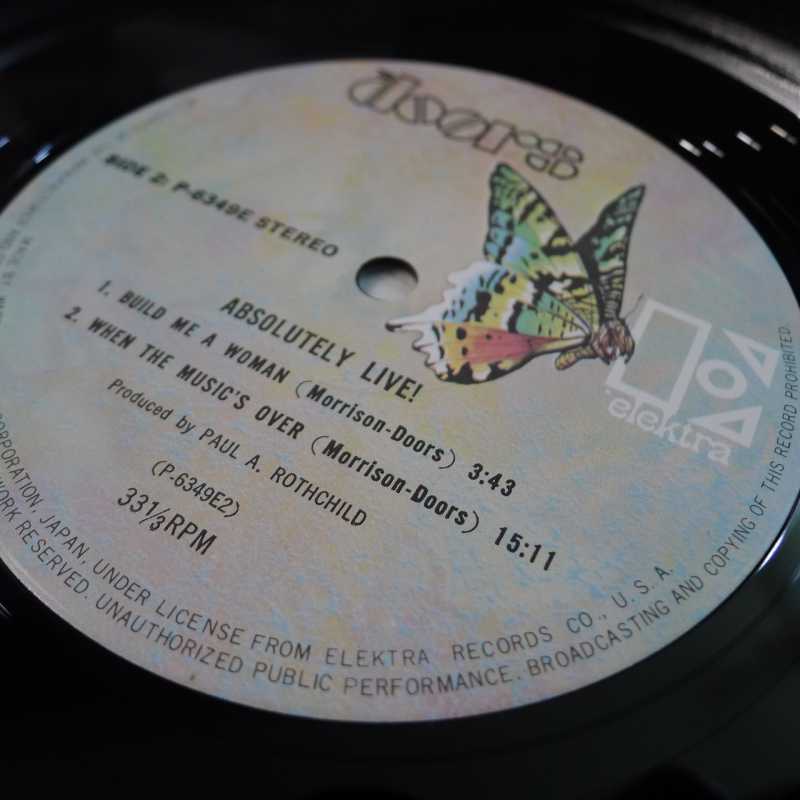 doors
SIDE 2: P-6349E STEREO
ABSOLUTELY LIVE!
1. BUILD ME A WOMAN (Morrison-Doors) 3:43
2. WHEN THE MUSIC'S OVER (Morrison-Doors) 15:11
Produced by PAUL A. ROTHCHILD
(P-6349E2)
33⅓RPM
elektra
CORPORATION, JAPAN, UNDER LICENSE FROM ELEKTRA RECORDS CO., U.S.A.
WORK RESERVED. UNAUTHORIZED PUBLIC PERFORMANCE. BROADCASTING AND COPYING OF THIS RECORD PROHIBITED.